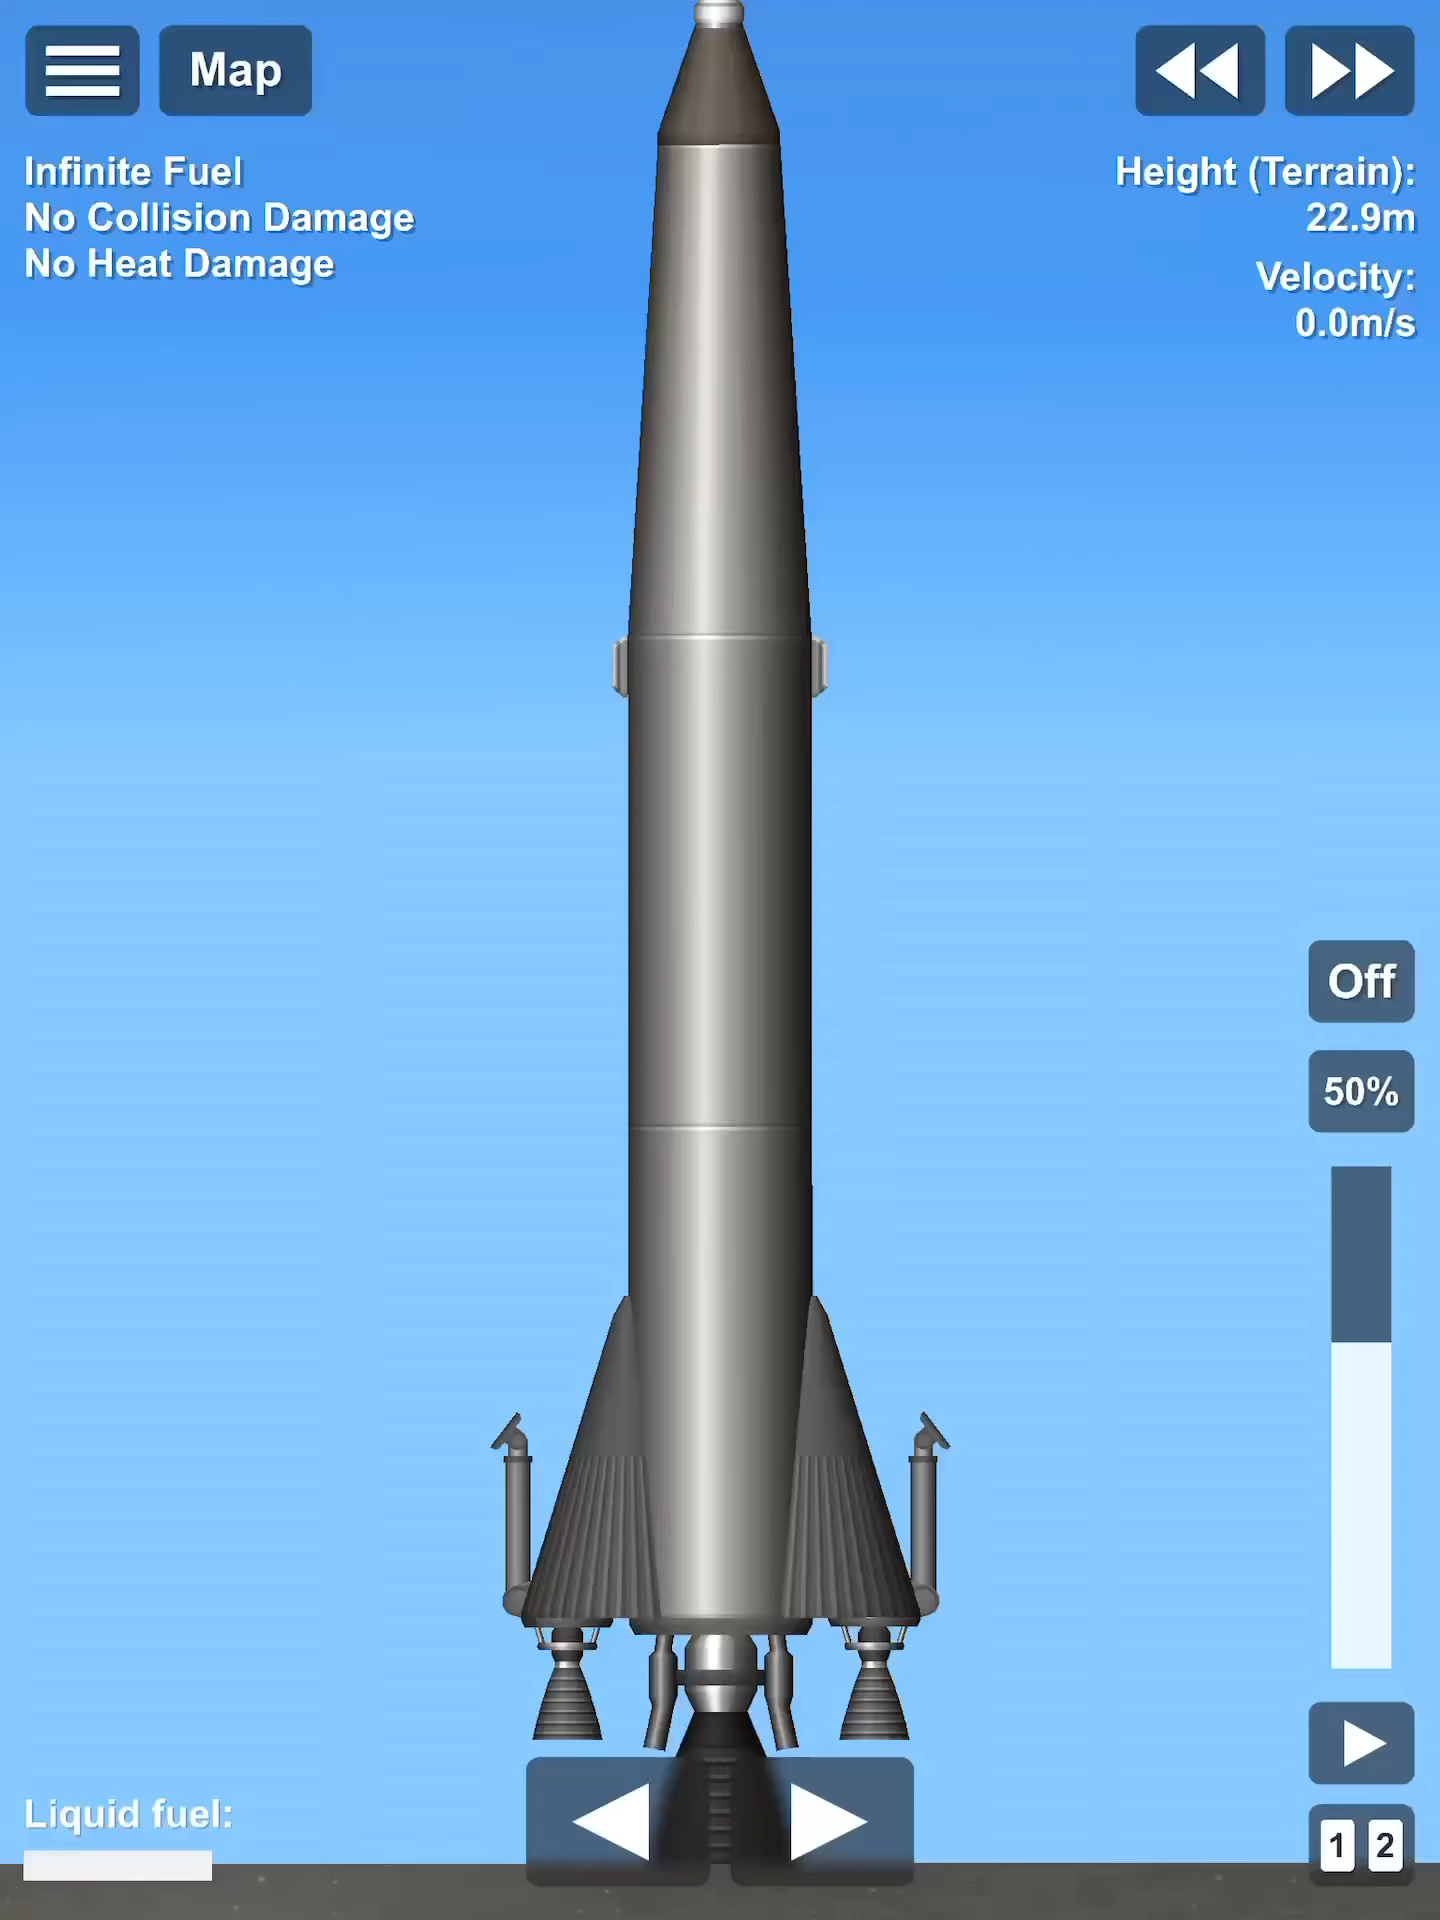 Map
Infinite Fuel
No Collision Damage
No Heat Damage
Height (Terrain):
22.9m
Velocity:
0.0m/s
Off
50%
Liquid fuel:
1 2